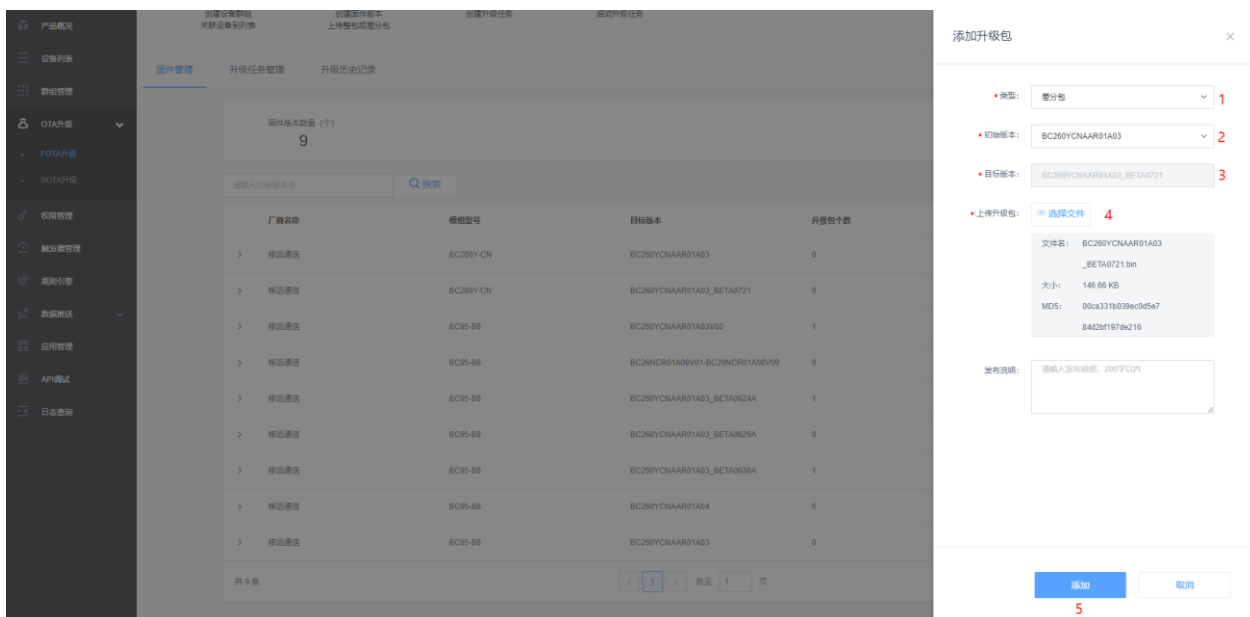 创建设备群组
关联设备到列表
创建固件版本
上传整包或差分包
创建升级任务
启动升级任务
产品概况
设备列表
群组管理
OTA升级
FOTA升级
SOTA升级
权限管理
触发器管理
规则引擎
数据推送
应用管理
API调试
日志查询
固件管理 升级任务管理 升级历史记录
固件版本数量（个）
9
请输入目标版本号 搜索
厂商名称 模组型号 目标版本 升级包个数
移远通信 BC260Y-CN BC260YCNAAR01A03 0
移远通信 BC260Y-CN BC260YCNAAR01A03_BETA0721 0
移远通信 BC95-B8 BC260YCNAAR01A03V02 1
移远通信 BC95-B8 BC26NCR01A09V01-BC26NCR01A09V09 0
移远通信 BC95-B8 BC260YCNAAR01A03_BETA0624A 1
移远通信 BC95-B8 BC260YCNAAR01A03_BETA0629A 0
移远通信 BC95-B8 BC260YCNAAR01A03_BETA0630A 1
移远通信 BC95-B8 BC260YCNAAR01A04 6
移远通信 BC95-B8 BC260YCNAAR01A03 0
共 9 条 < 1 > 跳至 1 页
添加升级包 ×
* 类型： 差分包 1
* 初始版本： BC260YCNAAR01A03 2
* 目标版本： BC260YCNAAR01A03_BETA0721 3
* 上传升级包： 选择文件 4
文件名： BC260YCNAAR01A03
_BETA0721.bin
大小： 146.66 KB
MD5： 00ca331b039ec0d5e7
84d2bf197de216
发布说明： 请输入发布说明，200字以内
添加 取消
5